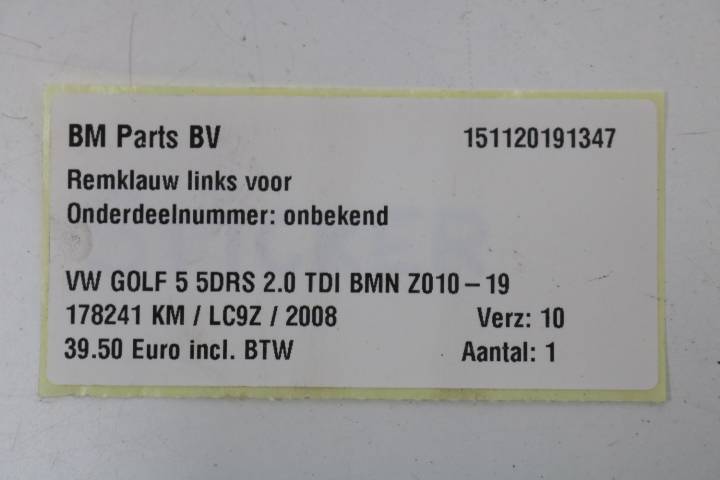 BM Parts BV 151120191347
Remklauw links voor
Onderdeelnummer: onbekend
VW GOLF 5 5DRS 2.0 TDI BMN Z010-19
178241 KM / LC9Z / 2008 Verz: 10
39.50 Euro incl. BTW Aantal: 1